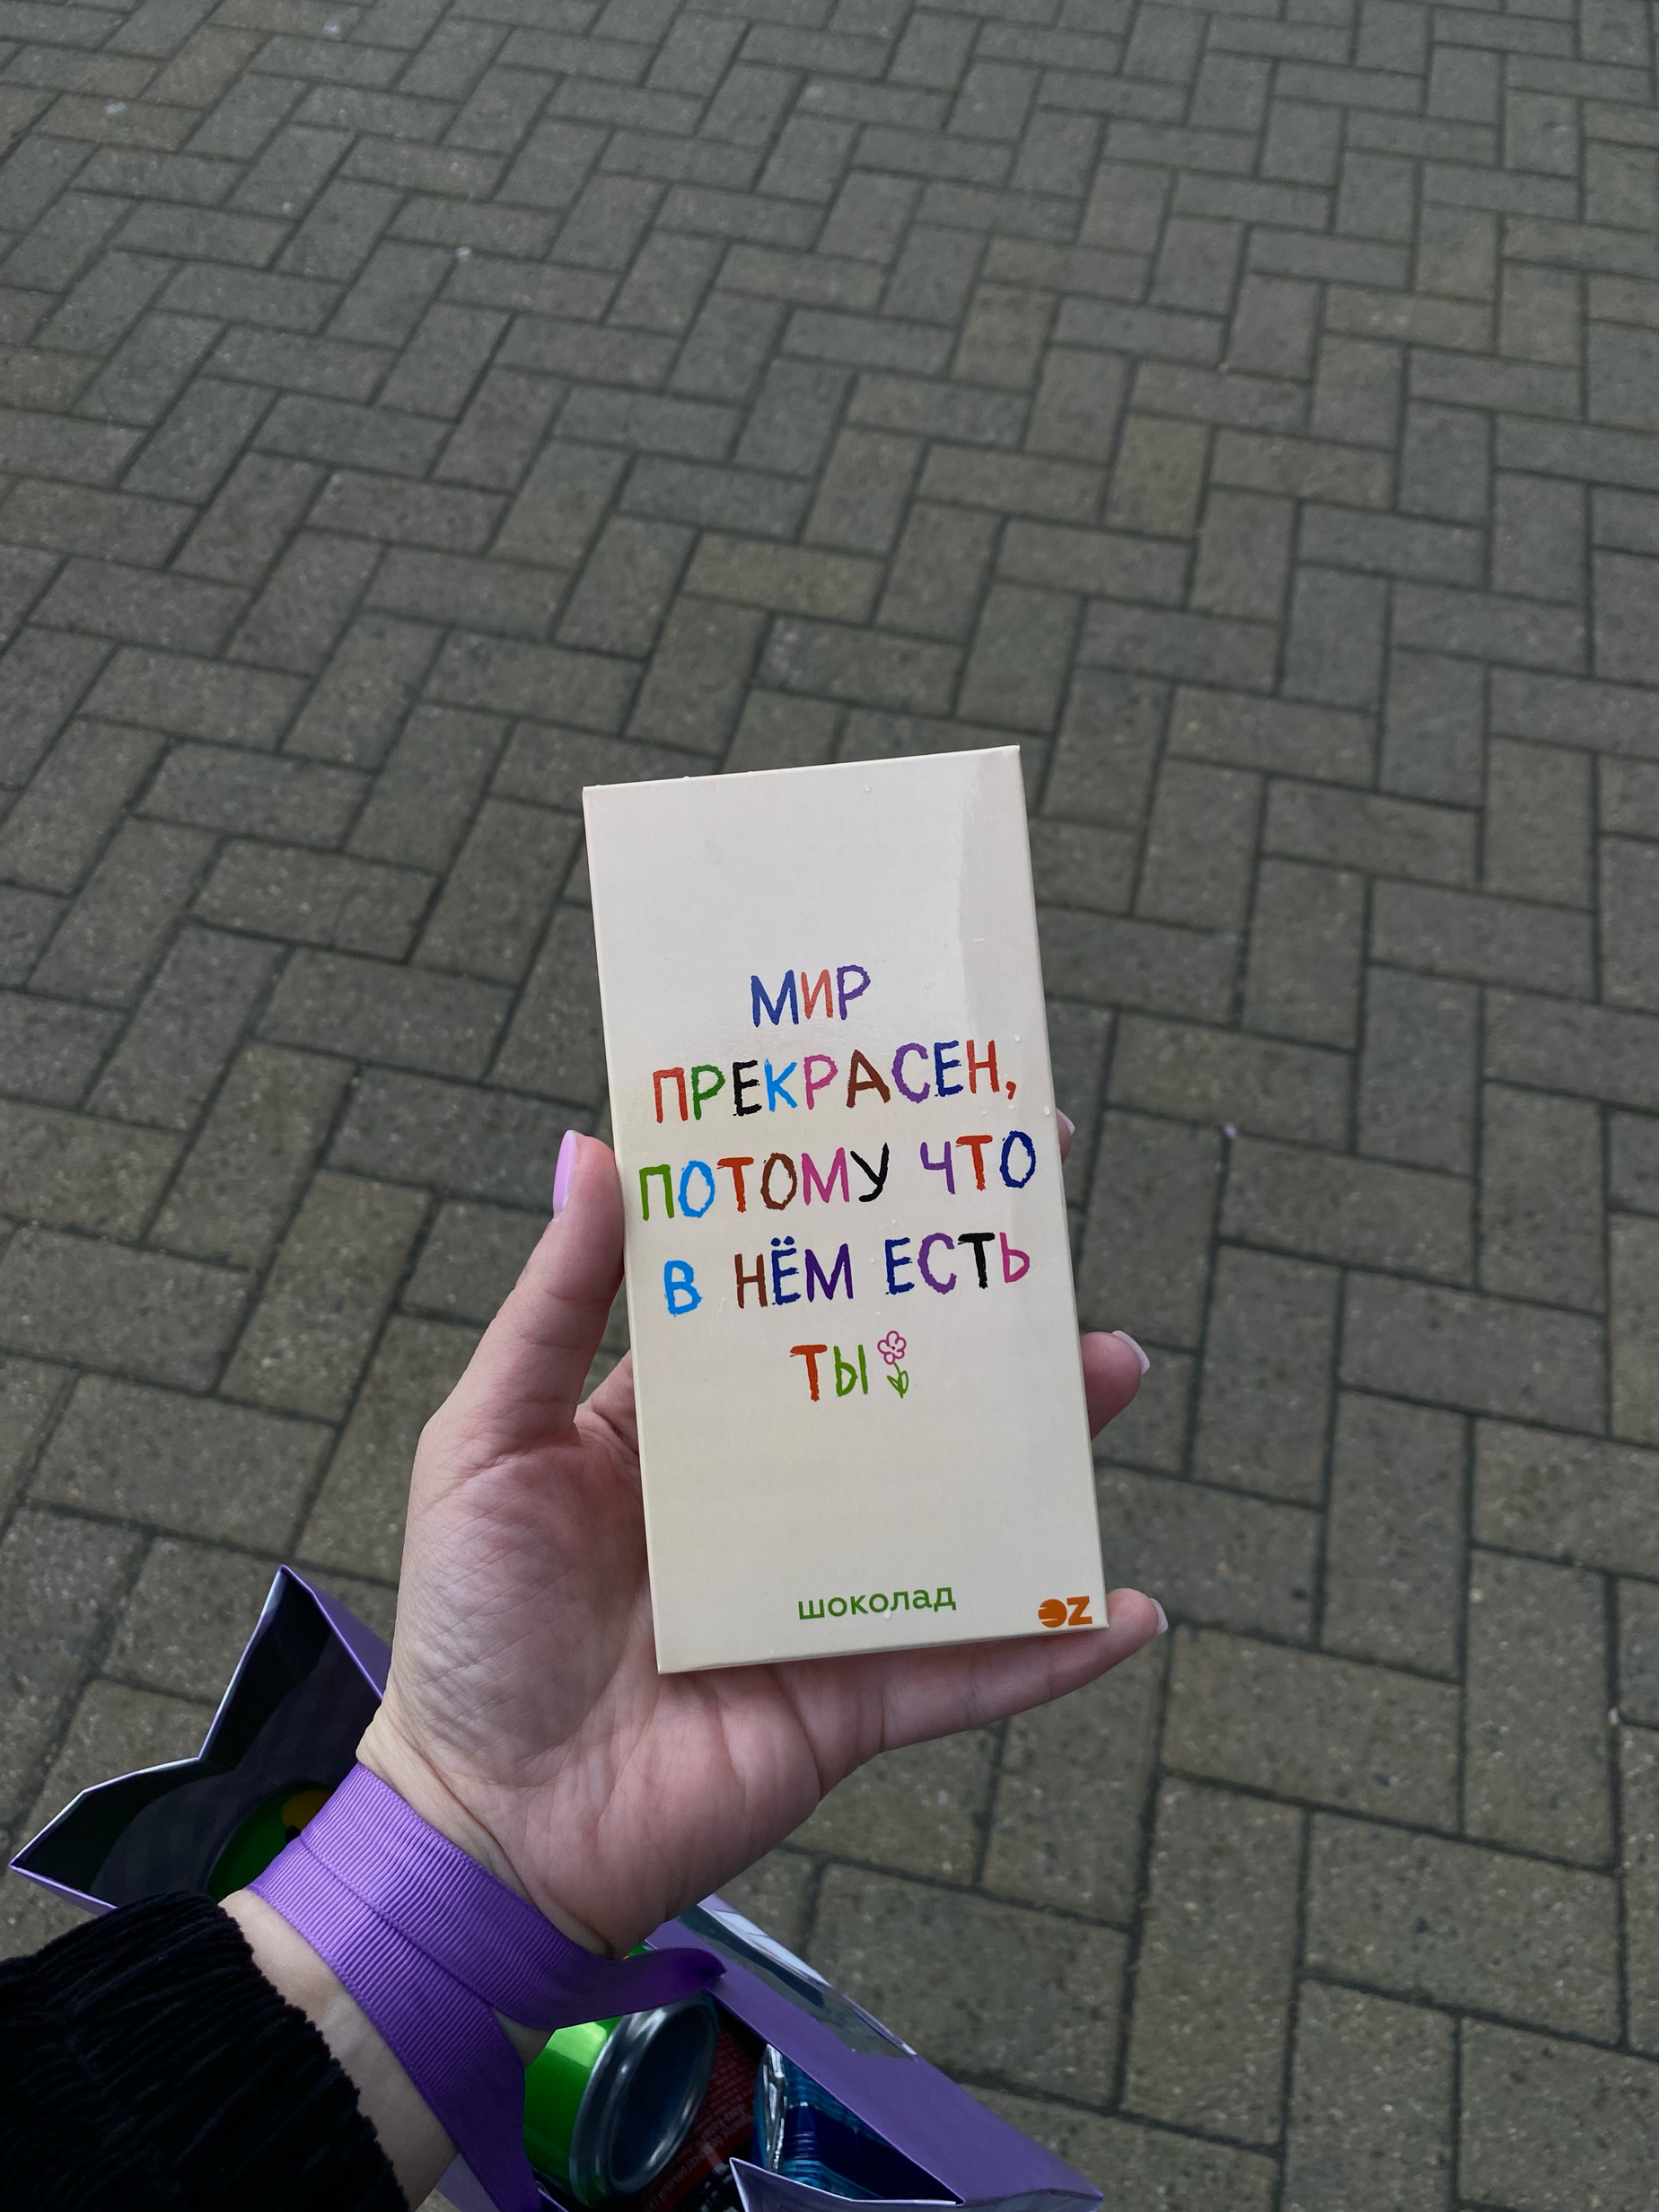 МИР
ПРЕКРАСЕН,
ПОТОМУ ЧТО
В НЁМ ЕСТЬ
ТЫ
шоколад
OZ